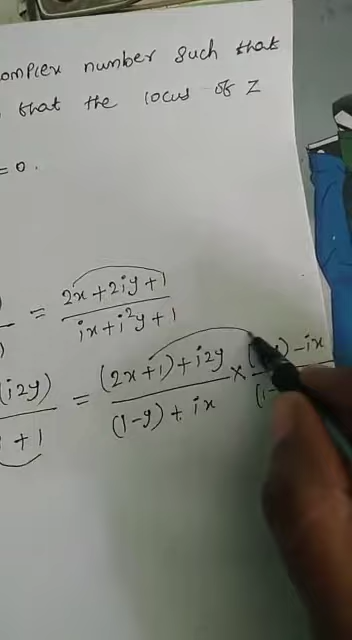 complex number such that
that the locus of Z
= 0.
= 2x + 2iy + 1
ix + i²y + 1
(i2y) = (2x + 1) + i2y × - ix
+ 1 (1-y) + ix (1-